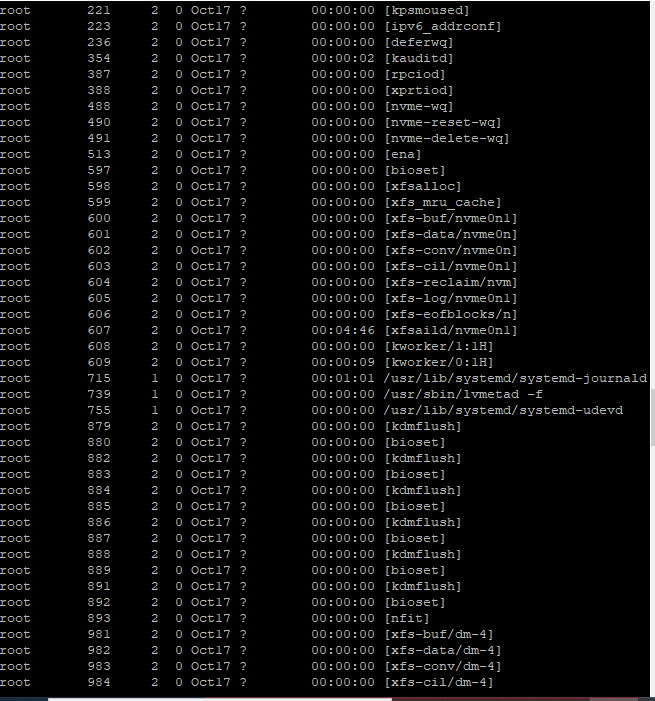 root 221 2 0 Oct17 ? 00:00:00 [kpsmoused]
root 223 2 0 Oct17 ? 00:00:00 [ipv6_addrconf]
root 236 2 0 Oct17 ? 00:00:00 [deferwq]
root 354 2 0 Oct17 ? 00:00:02 [kauditd]
root 387 2 0 Oct17 ? 00:00:00 [rpciod]
root 388 2 0 Oct17 ? 00:00:00 [xprtiod]
root 488 2 0 Oct17 ? 00:00:00 [nvme-wq]
root 490 2 0 Oct17 ? 00:00:00 [nvme-reset-wq]
root 491 2 0 Oct17 ? 00:00:00 [nvme-delete-wq]
root 513 2 0 Oct17 ? 00:00:00 [ena]
root 597 2 0 Oct17 ? 00:00:00 [bioset]
root 598 2 0 Oct17 ? 00:00:00 [xfsalloc]
root 599 2 0 Oct17 ? 00:00:00 [xfs_mru_cache]
root 600 2 0 Oct17 ? 00:00:00 [xfs-buf/nvme0n1]
root 601 2 0 Oct17 ? 00:00:00 [xfs-data/nvme0n]
root 602 2 0 Oct17 ? 00:00:00 [xfs-conv/nvme0n]
root 603 2 0 Oct17 ? 00:00:00 [xfs-cil/nvme0n1]
root 604 2 0 Oct17 ? 00:00:00 [xfs-reclaim/nvm]
root 605 2 0 Oct17 ? 00:00:00 [xfs-log/nvme0n1]
root 606 2 0 Oct17 ? 00:00:00 [xfs-eofblocks/n]
root 607 2 0 Oct17 ? 00:04:46 [xfsaild/nvme0n1]
root 608 2 0 Oct17 ? 00:00:00 [kworker/1:1H]
root 609 2 0 Oct17 ? 00:00:09 [kworker/0:1H]
root 715 1 0 Oct17 ? 00:01:01 /usr/lib/systemd/systemd-journald
root 739 1 0 Oct17 ? 00:00:00 /usr/sbin/lvmetad -f
root 755 1 0 Oct17 ? 00:00:00 /usr/lib/systemd/systemd-udevd
root 879 2 0 Oct17 ? 00:00:00 [kdmflush]
root 880 2 0 Oct17 ? 00:00:00 [bioset]
root 882 2 0 Oct17 ? 00:00:00 [kdmflush]
root 883 2 0 Oct17 ? 00:00:00 [bioset]
root 884 2 0 Oct17 ? 00:00:00 [kdmflush]
root 885 2 0 Oct17 ? 00:00:00 [bioset]
root 886 2 0 Oct17 ? 00:00:00 [kdmflush]
root 887 2 0 Oct17 ? 00:00:00 [bioset]
root 888 2 0 Oct17 ? 00:00:00 [kdmflush]
root 889 2 0 Oct17 ? 00:00:00 [bioset]
root 891 2 0 Oct17 ? 00:00:00 [kdmflush]
root 892 2 0 Oct17 ? 00:00:00 [bioset]
root 893 2 0 Oct17 ? 00:00:00 [nfit]
root 981 2 0 Oct17 ? 00:00:00 [xfs-buf/dm-4]
root 982 2 0 Oct17 ? 00:00:00 [xfs-data/dm-4]
root 983 2 0 Oct17 ? 00:00:00 [xfs-conv/dm-4]
root 984 2 0 Oct17 ? 00:00:00 [xfs-cil/dm-4]